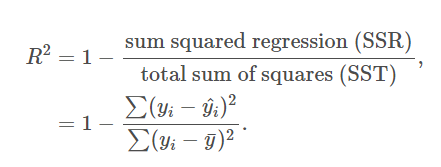 R² = 1 − sum squared regression (SSR) / total sum of squares (SST) ,
= 1 − ∑(yᵢ − ŷᵢ)² / ∑(yᵢ − ȳ)² .